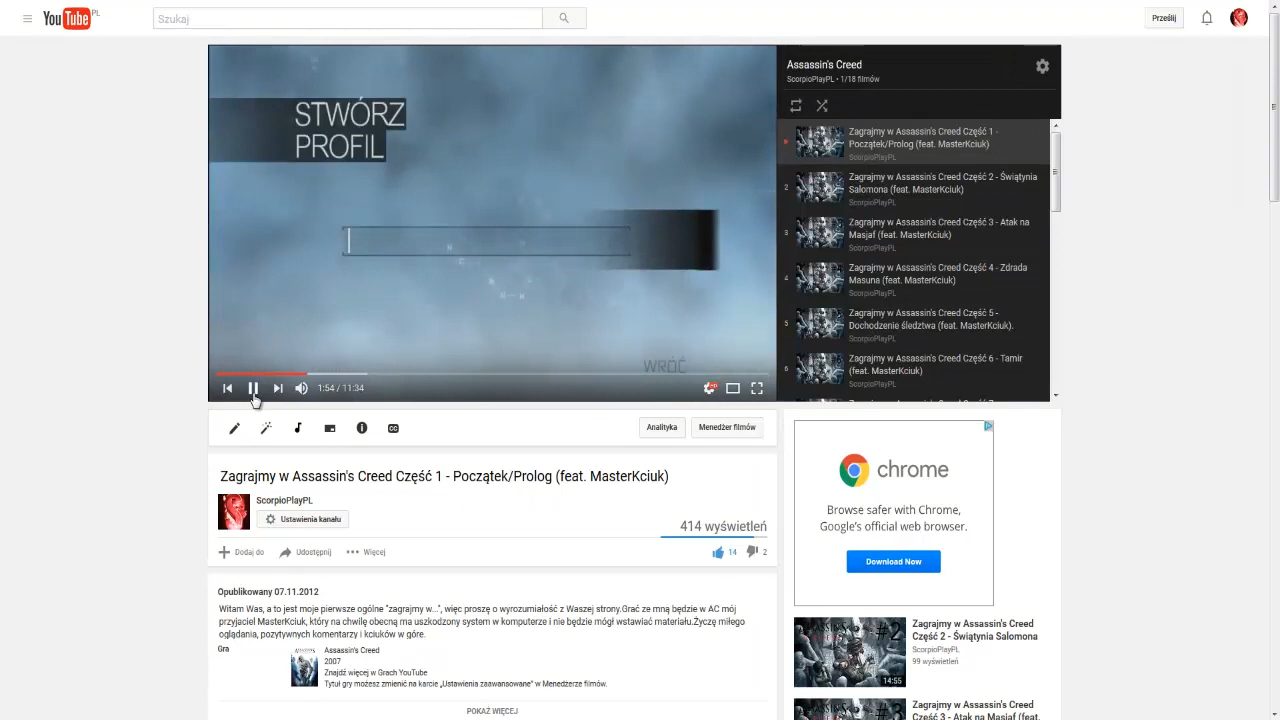 YouTube PL
Szukaj
Prześlij
STWÓRZ
PROFIL
WRÓĆ
1:54 / 11:34
HD
Assassin's Creed
ScorpioPlayPL • 1/18 filmów
Zagrajmy w Assassin's Creed Część 1 -
Początek/Prolog (feat. MasterKciuk)
ScorpioPlayPL
2
Zagrajmy w Assassin's Creed Część 2 - Świątynia
Salomona (feat. MasterKciuk)
ScorpioPlayPL
3
Zagrajmy w Assassin's Creed Część 3 - Atak na
Masjaf (feat. MasterKciuk)
ScorpioPlayPL
4
Zagrajmy w Assassin's Creed Część 4 - Zdrada
Masuna (feat. MasterKciuk)
ScorpioPlayPL
5
Zagrajmy w Assassin's Creed Część 5 -
Dochodzenie śledztwa (feat. MasterKciuk).
ScorpioPlayPL
6
Zagrajmy w Assassin's Creed Część 6 - Tamir
(feat. MasterKciuk)
ScorpioPlayPL
CC
Analityka
Menedżer filmów
Zagrajmy w Assassin's Creed Część 1 - Początek/Prolog (feat. MasterKciuk)
ScorpioPlayPL
Ustawienia kanału
414 wyświetleń
Dodaj do
Udostępnij
Więcej
14
2
Opublikowany 07.11.2012
Witam Was, a to jest moje pierwsze ogólne "zagrajmy w...", więc proszę o wyrozumiałość z Waszej strony.Grać ze mną będzie w AC mój
przyjaciel MasterKciuk, który na chwilę obecną ma uszkodzony system w komputerze i nie będzie mógł wstawiać materiału.Życzę miłego
oglądania, pozytywnych komentarzy i kciuków w górę.
Gra
Assassin's Creed
2007
Znajdź więcej w Grach YouTube
Tytuł gry możesz zmienić na karcie „Ustawienia zaawansowane" w Menedżerze filmów.
POKAŻ WIĘCEJ
chrome
Browse safer with Chrome,
Google's official web browser.
Download Now
#2
14:55
Zagrajmy w Assassin's Creed
Część 2 - Świątynia Salomona
ScorpioPlayPL
99 wyświetleń
#3
Zagrajmy w Assassin's Creed
Część 3 - Atak na Masjaf (feat.